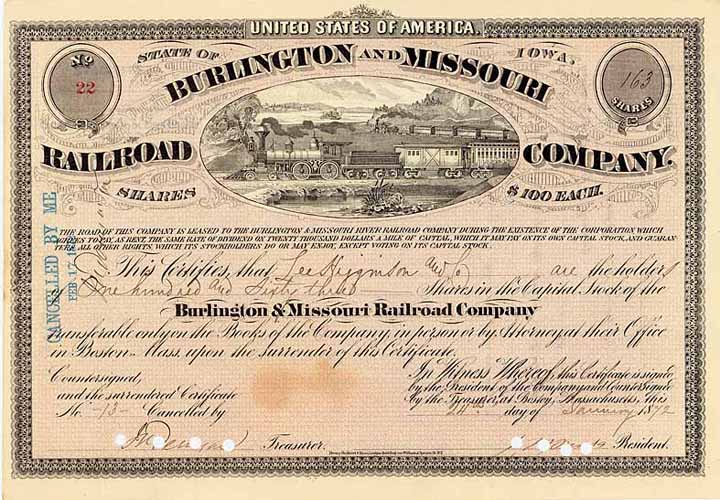 UNITED STATES OF AMERICA.
STATE OF IOWA.
No 22
BURLINGTON AND MISSOURI
163 SHARES
RAILROAD COMPANY.
SHARES $100 EACH.
THE ROAD OF THIS COMPANY IS LEASED TO THE BURLINGTON & MISSOURI RIVER RAILROAD COMPANY DURING THE EXISTENCE OF THE CORPORATION WHICH
AGREES TO PAY AS RENT, THE SAME RATE OF DIVIDEND ON TWENTY THOUSAND DOLLARS A MILE OF CAPITAL, WHICH IT MAY PAY ON ITS OWN CAPITAL STOCK, AND GUARAN
TEES ALL OTHER RIGHTS WHICH ITS STOCKHOLDERS DO OR MAY ENJOY, EXCEPT VOTING ON ITS CAPITAL STOCK.
CANCELLED BY ME
FEB 17
This Certifies, that Lee Higginson and Co are the holders
One hundred and Sixty three Shares in the Capital Stock of the
Burlington & Missouri Railroad Company
transferable only on the Books of the Company, in person or by Attorney at their Office
in Boston Mass. upon the surrender of this Certificate.
Countersigned,
and the surrendered Certificate
No. -13- Cancelled by
Treasurer.
In Witness Whereof, this Certificate is signed
by the President of the Company and Countersigned
by the Treasurer at Boston, Massachusetts, this
day of January 1872
President.